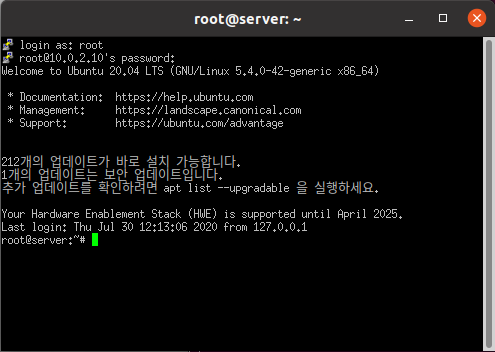 root@server: ~
login as: root
root@10.0.2.10's password:
Welcome to Ubuntu 20.04 LTS (GNU/Linux 5.4.0-42-generic x86_64)
* Documentation:  https://help.ubuntu.com
* Management:     https://landscape.canonical.com
* Support:        https://ubuntu.com/advantage
212개의 업데이트가 바로 설치 가능합니다.
1개의 업데이트는 보안 업데이트입니다.
추가 업데이트를 확인하려면 apt list --upgradable 을 실행하세요.
Your Hardware Enablement Stack (HWE) is supported until April 2025.
Last login: Thu Jul 30 12:13:06 2020 from 127.0.0.1
root@server:~#